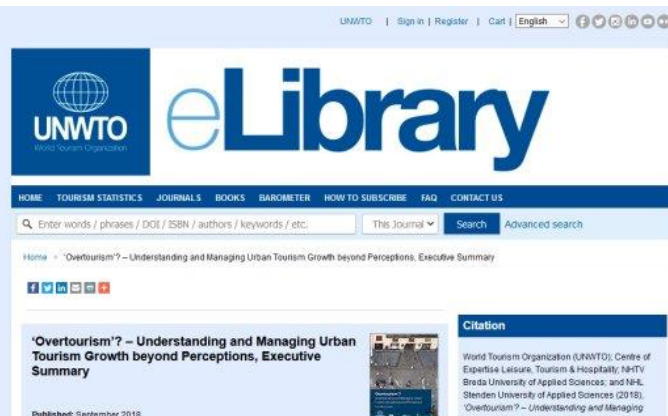 UNWTO | Sign in | Register | Cart | English
UNWTO
World Tourism Organization
eLibrary
HOME TOURISM STATISTICS JOURNALS BOOKS BAROMETER HOW TO SUBSCRIBE FAQ CONTACT US
Enter words / phrases / DOI / ISBN / authors / keywords / etc. This Journal Search Advanced search
Home 'Overtourism'? – Understanding and Managing Urban Tourism Growth beyond Perceptions, Executive Summary
'Overtourism'? – Understanding and Managing Urban
Tourism Growth beyond Perceptions, Executive
Summary
Published: September 2018
'Overtourism'?
Citation
World Tourism Organization (UNWTO); Centre of
Expertise Leisure, Tourism & Hospitality; NHTV
Breda University of Applied Sciences; and NHL
Stenden University of Applied Sciences (2018),
'Overtourism'? – Understanding and Managing